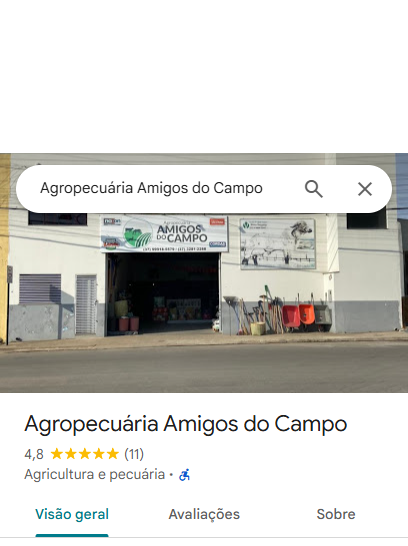 Agropecuária Amigos do Campo
AMIGOS
DO CAMPO
Agropecuária Amigos do Campo
4,8 (11)
Agricultura e pecuária ·
Visão geral
Avaliações
Sobre